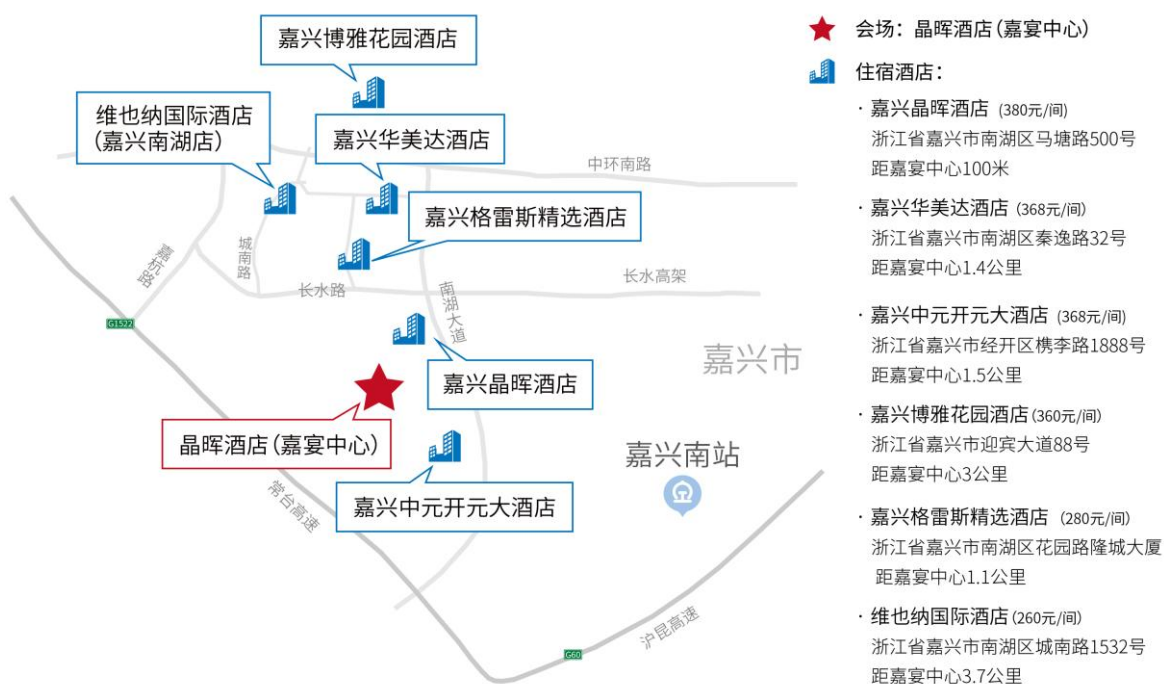 嘉兴博雅花园酒店
维也纳国际酒店
(嘉兴南湖店)
嘉兴华美达酒店
中环南路
嘉兴格雷斯精选酒店
嘉杭路
城南路
长水路
南湖大道
长水高架
G1522
嘉兴市
嘉兴晶晖酒店
晶晖酒店(嘉宴中心)
嘉兴南站
常台高速
嘉兴中元开元大酒店
沪昆高速
G60
会场：晶晖酒店(嘉宴中心)
住宿酒店：
· 嘉兴晶晖酒店 (380元/间)
浙江省嘉兴市南湖区马塘路500号
距嘉宴中心100米
· 嘉兴华美达酒店 (368元/间)
浙江省嘉兴市南湖区秦逸路32号
距嘉宴中心1.4公里
· 嘉兴中元开元大酒店 (368元/间)
浙江省嘉兴市经开区槜李路1888号
距嘉宴中心1.5公里
· 嘉兴博雅花园酒店(360元/间)
浙江省嘉兴市迎宾大道88号
距嘉宴中心3公里
· 嘉兴格雷斯精选酒店 (280元/间)
浙江省嘉兴市南湖区花园路隆城大厦
距嘉宴中心1.1公里
· 维也纳国际酒店(260元/间)
浙江省嘉兴市南湖区城南路1532号
距嘉宴中心3.7公里